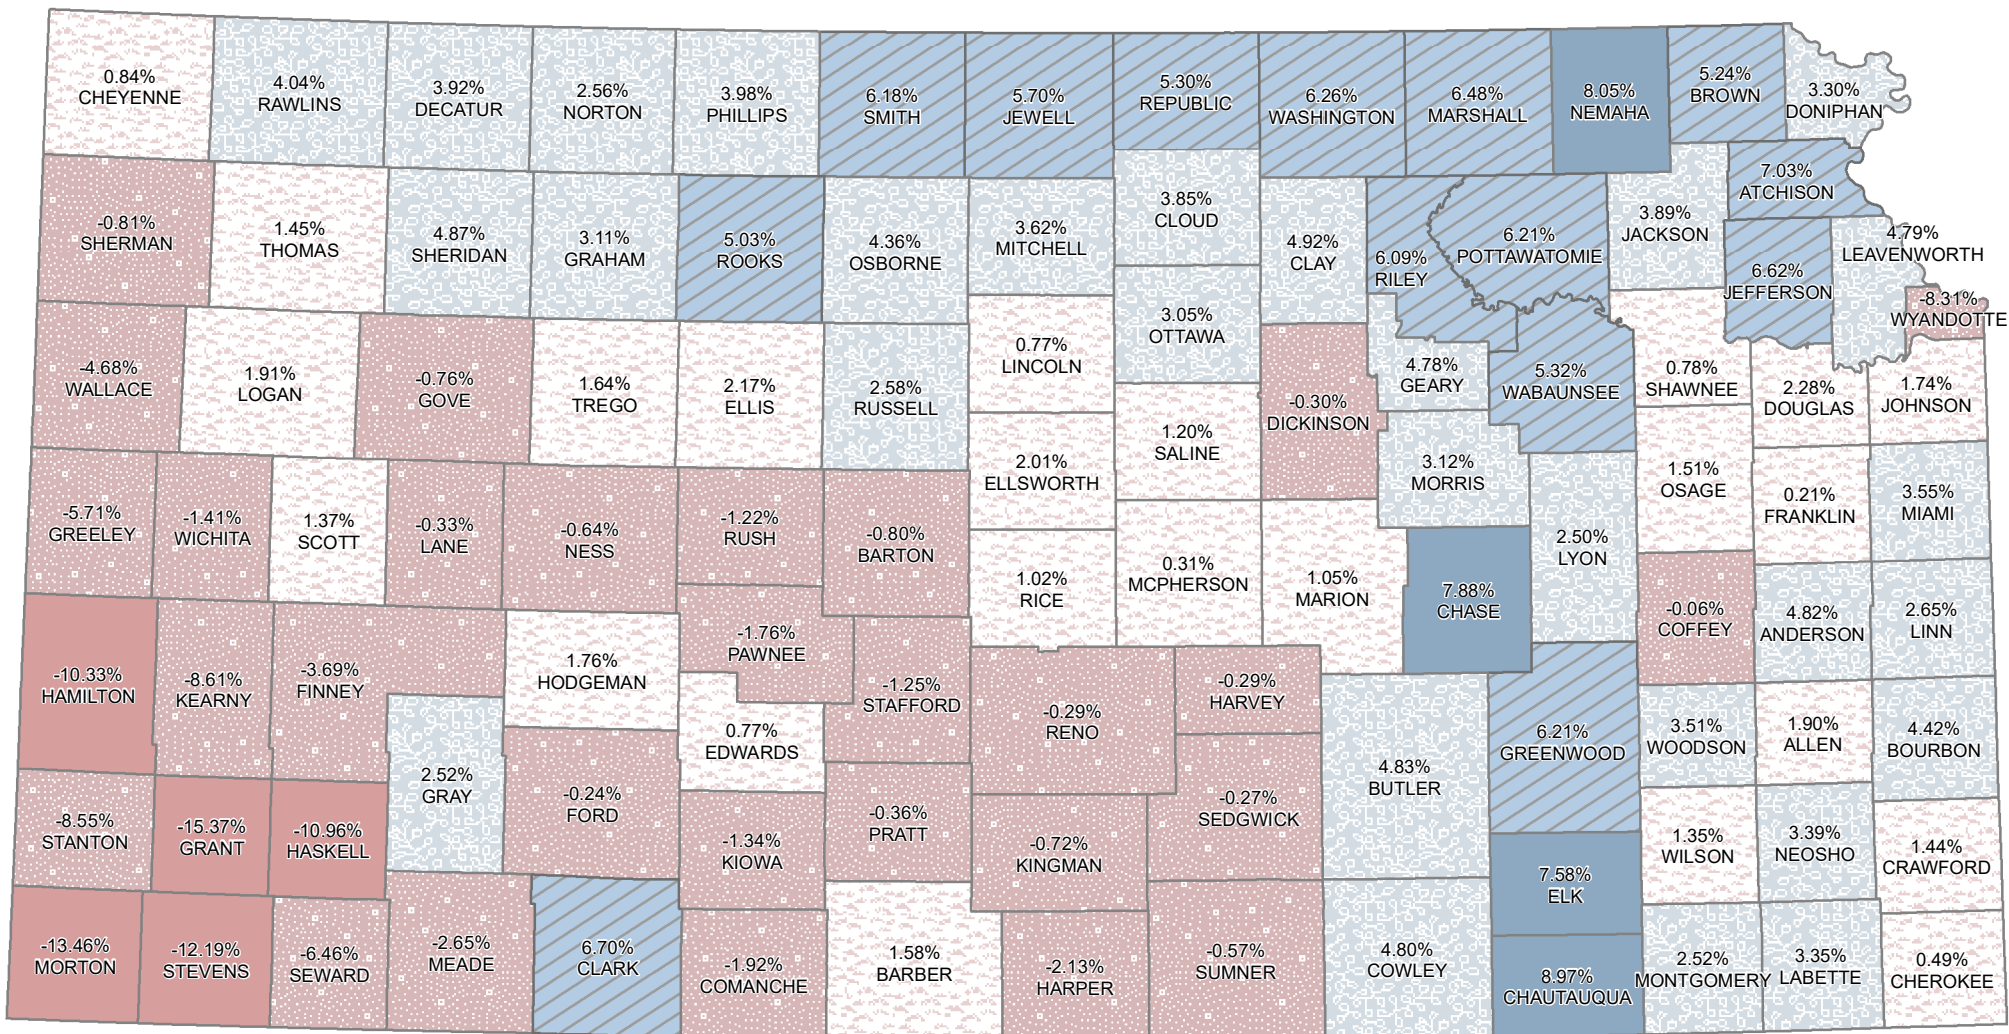 0.84%
CHEYENNE
4.04%
RAWLINS
3.92%
DECATUR
2.56%
NORTON
3.98%
PHILLIPS
6.18%
SMITH
5.70%
JEWELL
5.30%
REPUBLIC
6.26%
WASHINGTON
6.48%
MARSHALL
8.05%
NEMAHA
5.24%
BROWN
3.30%
DONIPHAN
-0.81%
SHERMAN
1.45%
THOMAS
4.87%
SHERIDAN
3.11%
GRAHAM
5.03%
ROOKS
4.36%
OSBORNE
3.62%
MITCHELL
3.85%
CLOUD
4.92%
CLAY
6.09%
RILEY
6.21%
POTTAWATOMIE
3.89%
JACKSON
7.03%
ATCHISON
6.62%
JEFFERSON
4.79%
LEAVENWORTH
-8.31%
WYANDOTTE
-4.68%
WALLACE
1.91%
LOGAN
-0.76%
GOVE
1.64%
TREGO
2.17%
ELLIS
2.58%
RUSSELL
0.77%
LINCOLN
3.05%
OTTAWA
-0.30%
DICKINSON
4.78%
GEARY
5.32%
WABAUNSEE
0.78%
SHAWNEE
2.28%
DOUGLAS
1.74%
JOHNSON
-5.71%
GREELEY
-1.41%
WICHITA
1.37%
SCOTT
-0.33%
LANE
-0.64%
NESS
-1.22%
RUSH
-0.80%
BARTON
2.01%
ELLSWORTH
1.20%
SALINE
3.12%
MORRIS
2.50%
LYON
1.51%
OSAGE
0.21%
FRANKLIN
3.55%
MIAMI
-10.33%
HAMILTON
-8.61%
KEARNY
-3.69%
FINNEY
1.76%
HODGEMAN
-1.76%
PAWNEE
-1.25%
STAFFORD
1.02%
RICE
0.31%
MCPHERSON
1.05%
MARION
7.88%
CHASE
-0.06%
COFFEY
4.82%
ANDERSON
2.65%
LINN
2.52%
GRAY
0.77%
EDWARDS
-0.29%
RENO
-0.29%
HARVEY
4.83%
BUTLER
6.21%
GREENWOOD
3.51%
WOODSON
1.90%
ALLEN
4.42%
BOURBON
-8.55%
STANTON
-15.37%
GRANT
-10.96%
HASKELL
-0.24%
FORD
-1.34%
KIOWA
-0.36%
PRATT
-0.72%
KINGMAN
-0.27%
SEDGWICK
7.58%
ELK
1.35%
WILSON
3.39%
NEOSHO
1.44%
CRAWFORD
-13.46%
MORTON
-12.19%
STEVENS
-6.46%
SEWARD
-2.65%
MEADE
6.70%
CLARK
-1.92%
COMANCHE
1.58%
BARBER
-2.13%
HARPER
-0.57%
SUMNER
4.80%
COWLEY
8.97%
CHAUTAUQUA
2.52%
MONTGOMERY
3.35%
LABETTE
0.49%
CHEROKEE